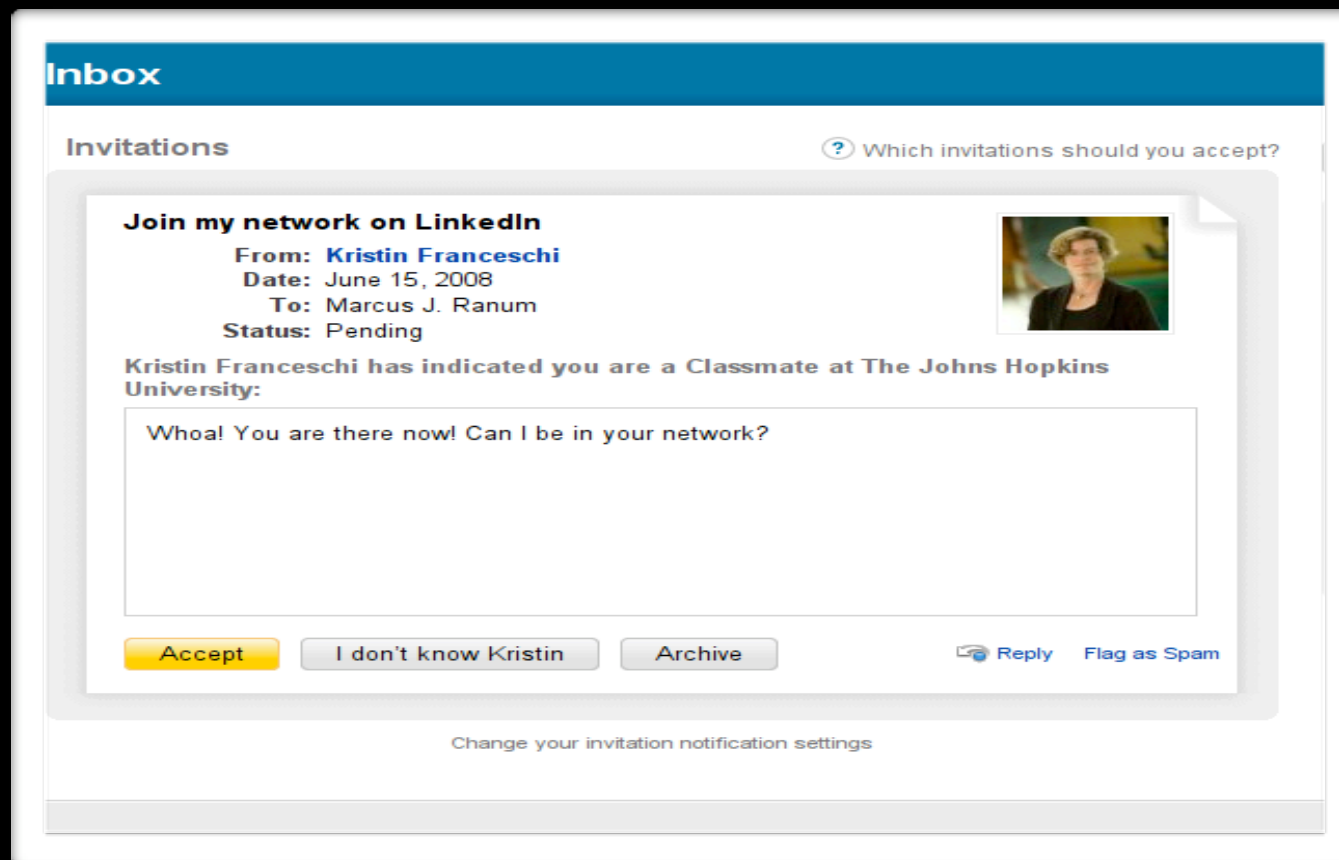 Inbox
Invitations
? Which invitations should you accept?
Join my network on LinkedIn
From: Kristin Franceschi
Date: June 15, 2008
To: Marcus J. Ranum
Status: Pending
Kristin Franceschi has indicated you are a Classmate at The Johns Hopkins
University:
Whoa! You are there now! Can I be in your network?
Accept I don't know Kristin Archive Reply Flag as Spam
Change your invitation notification settings